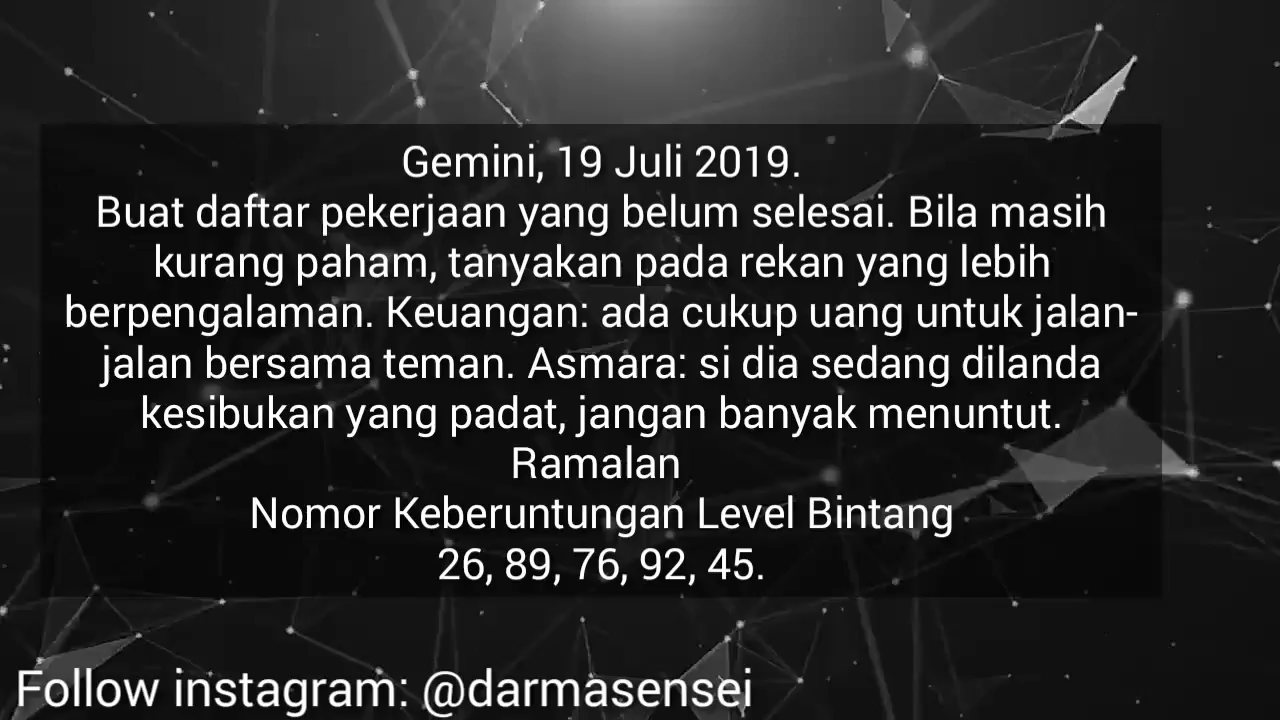 Gemini, 19 Juli 2019.
Buat daftar pekerjaan yang belum selesai. Bila masih
kurang paham, tanyakan pada rekan yang lebih
berpengalaman. Keuangan: ada cukup uang untuk jalan-
jalan bersama teman. Asmara: si dia sedang dilanda
kesibukan yang padat, jangan banyak menuntut.
Ramalan
Nomor Keberuntungan Level Bintang
26, 89, 76, 92, 45.
Follow instagram: @darmasensei